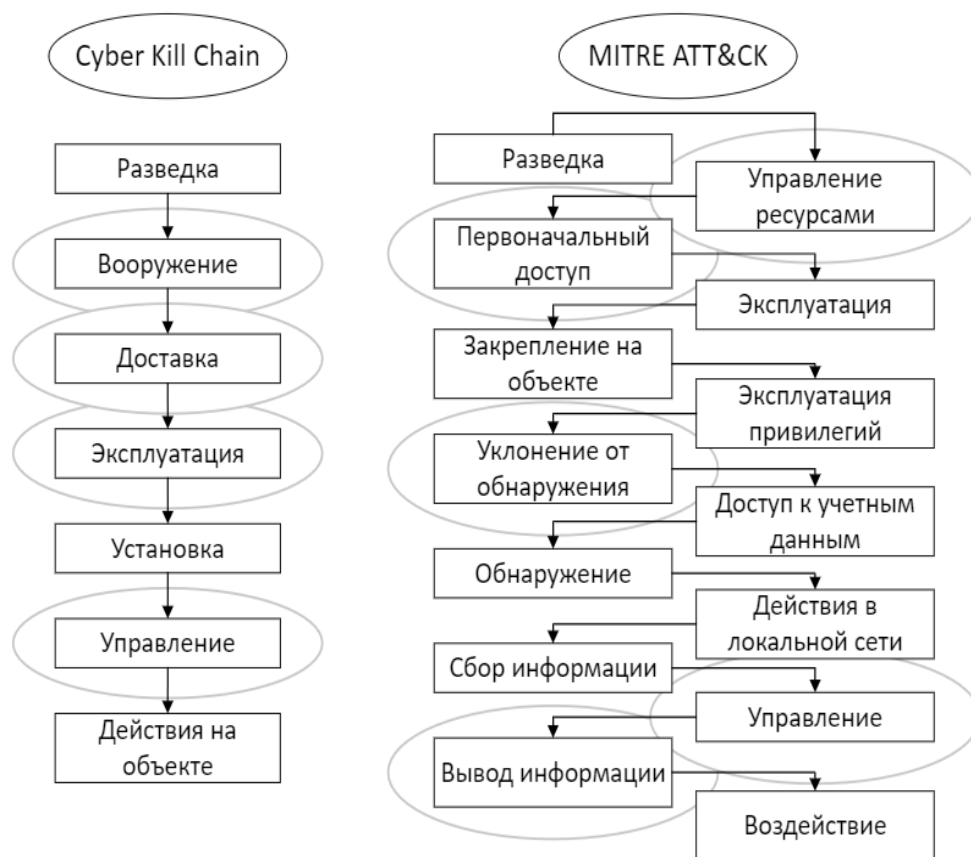 Cyber Kill Chain
Разведка
Вооружение
Доставка
Эксплуатация
Установка
Управление
Действия на
объекте
MITRE ATT&CK
Разведка
Управление
ресурсами
Первоначальный
доступ
Эксплуатация
Закрепление на
объекте
Эксплуатация
привилегий
Уклонение от
обнаружения
Доступ к учетным
данным
Обнаружение
Действия в
локальной сети
Сбор информации
Управление
Вывод информации
Воздействие